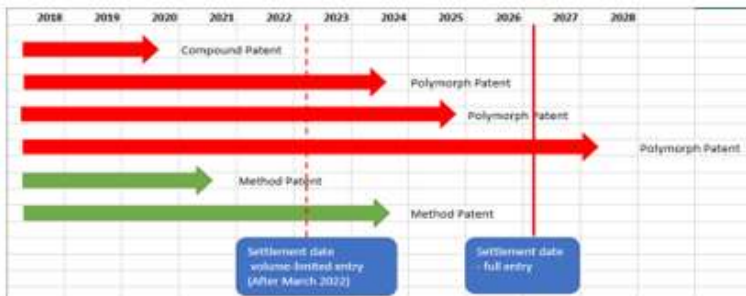 2018 2019 2020 2021 2022 2023 2024 2025 2026 2027 2028
Compound Patent
Polymorph Patent
Polymorph Patent
Polymorph Patent
Method Patent
Method Patent
Settlement date
volume-limited entry
(After March 2022)
Settlement date
- full entry